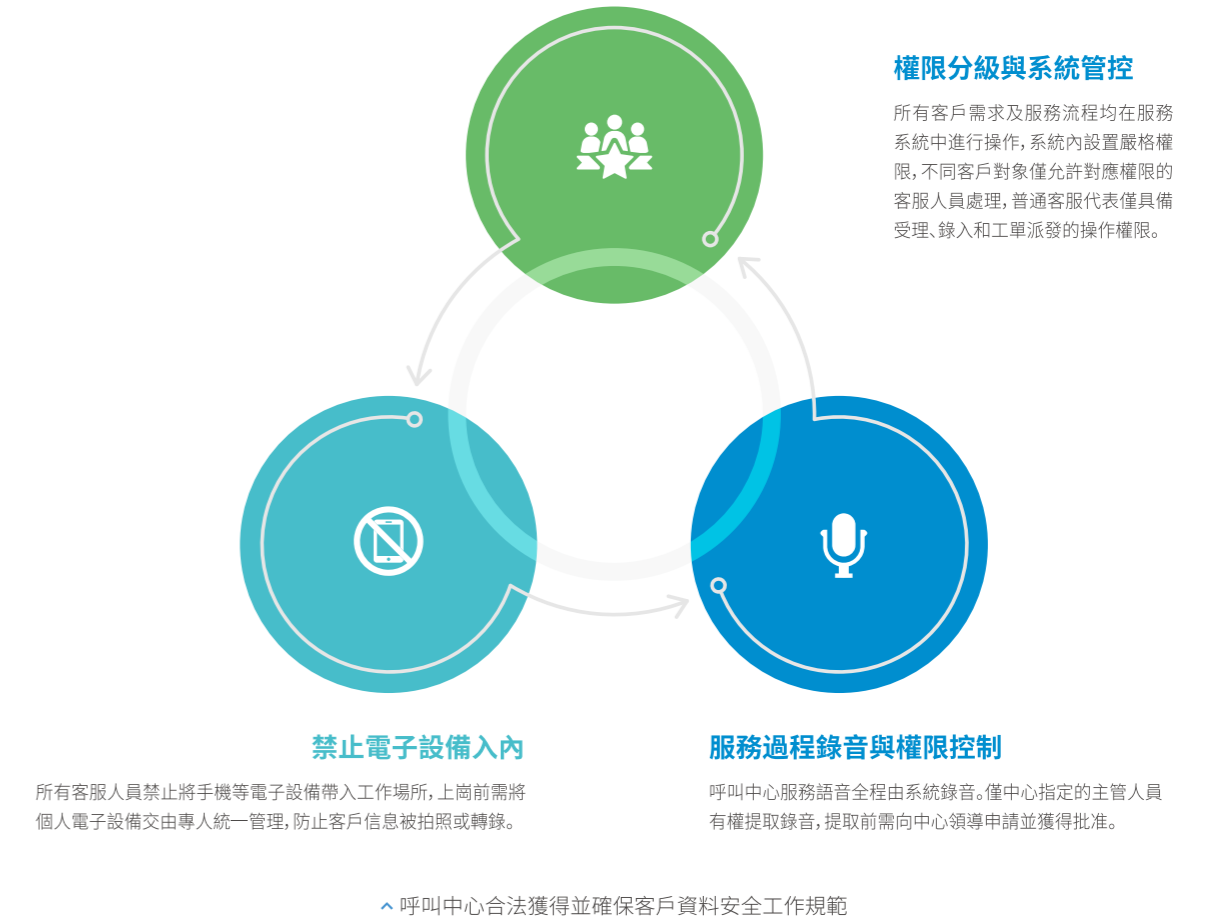 權限分級與系統管控
所有客戶需求及服務流程均在服務
系統中進行操作，系統內設置嚴格權
限，不同客戶對象僅允許對應權限的
客服人員處理，普通客服代表僅具備
受理、錄入和工單派發的操作權限。
禁止電子設備入內
所有客服人員禁止將手機等電子設備帶入工作場所，上崗前需將
個人電子設備交由專人統一管理，防止客戶信息被拍照或轉錄。
服務過程錄音與權限控制
呼叫中心服務語音全程由系統錄音。僅中心指定的主管人員
有權提取錄音，提取前需向中心領導申請並獲得批准。
呼叫中心合法獲得並確保客戶資料安全工作規範